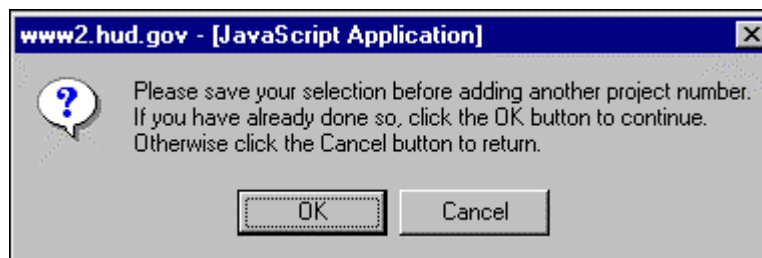 www2.hud.gov - [JavaScript Application]
Please save your selection before adding another project number.
If you have already done so, click the OK button to continue.
Otherwise click the Cancel button to return.
OK
Cancel